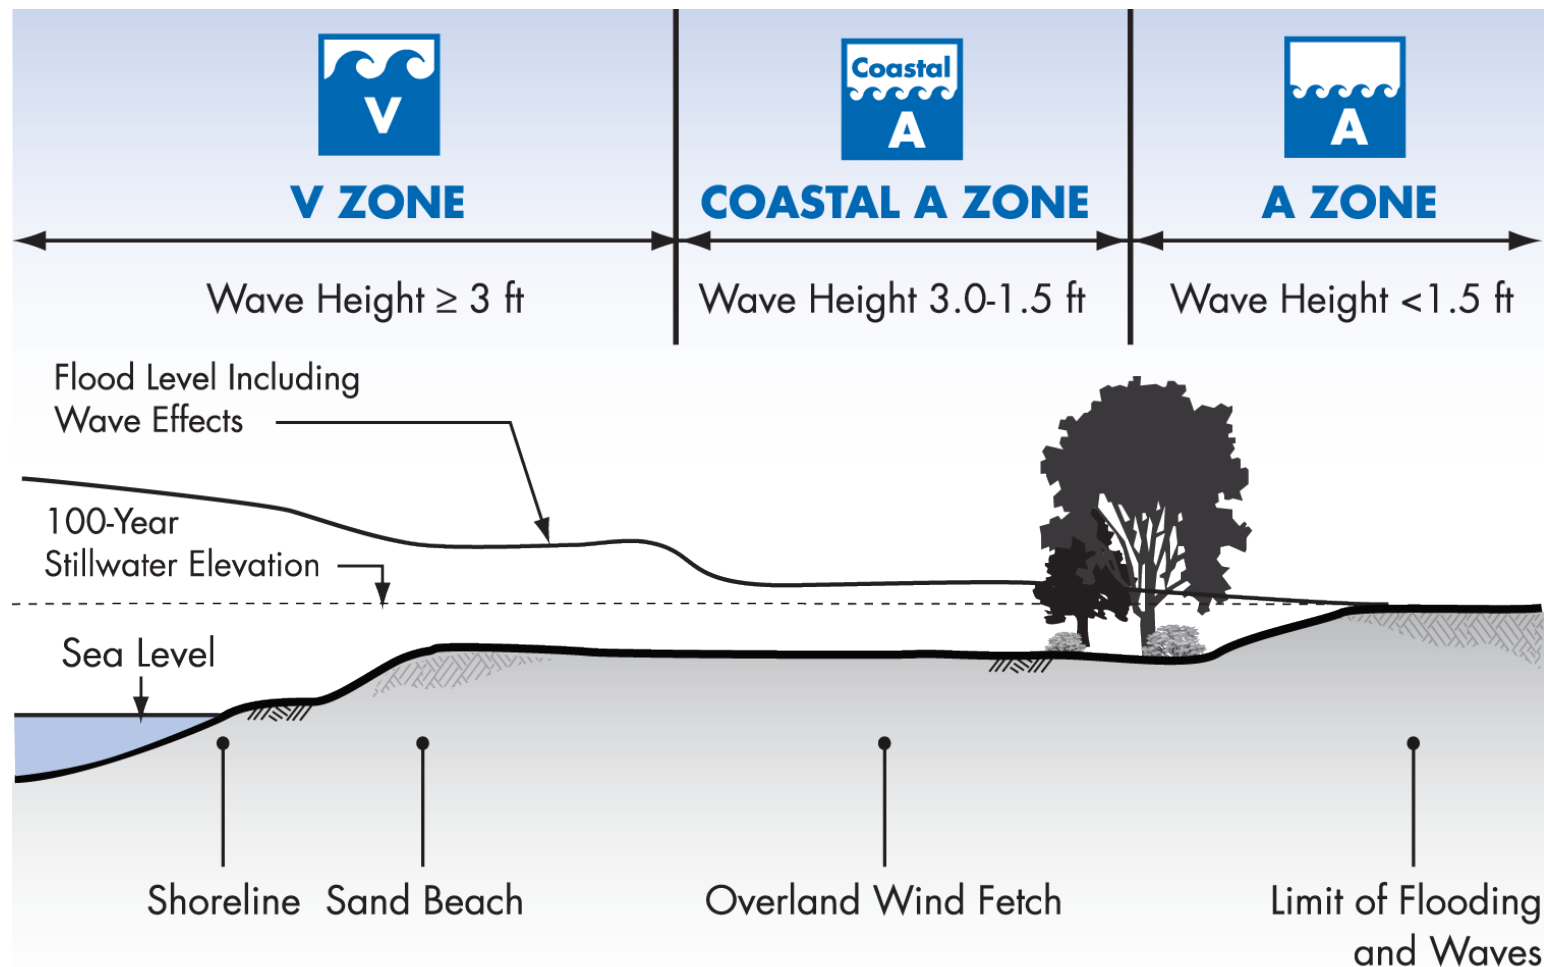 V
Coastal
A
A
V ZONE
COASTAL A ZONE
A ZONE
Wave Height ≥ 3 ft
Wave Height 3.0-1.5 ft
Wave Height <1.5 ft
Flood Level Including
Wave Effects
100-Year
Stillwater Elevation
Sea Level
Shoreline
Sand Beach
Overland Wind Fetch
Limit of Flooding
and Waves